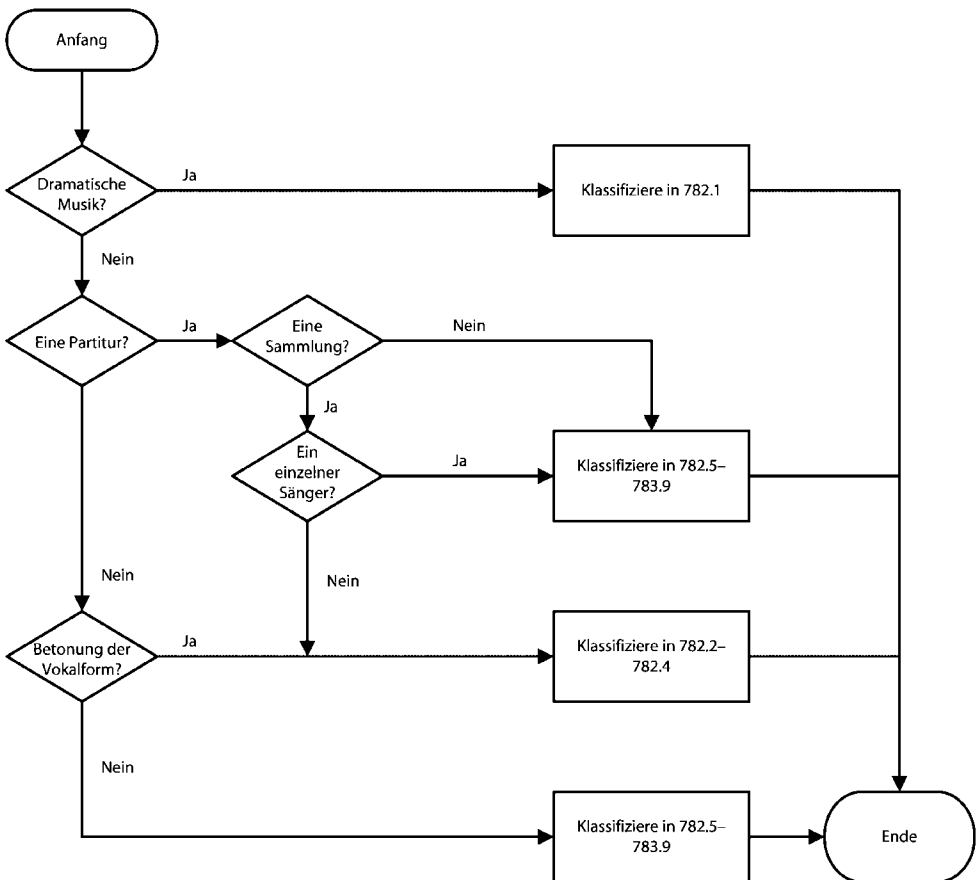 Anfang
Dramatische
Musik?
Ja
Klassifiziere in 782.1
Nein
Eine Partitur?
Ja
Eine
Sammlung?
Nein
Ja
Ein
einzelner
Sänger?
Ja
Klassifiziere in 782.5–
783.9
Nein
Nein
Betonung der
Vokalform?
Ja
Klassifiziere in 782.2–
782.4
Nein
Klassifiziere in 782.5–
783.9
Ende